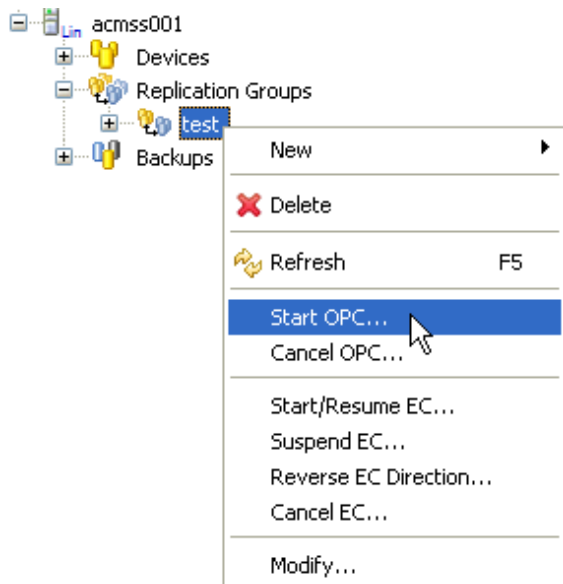 acmss001
Lin
Devices
Replication Groups
test
Backups
New
Delete
Refresh F5
Start OPC...
Cancel OPC...
Start/Resume EC...
Suspend EC...
Reverse EC Direction...
Cancel EC...
Modify...